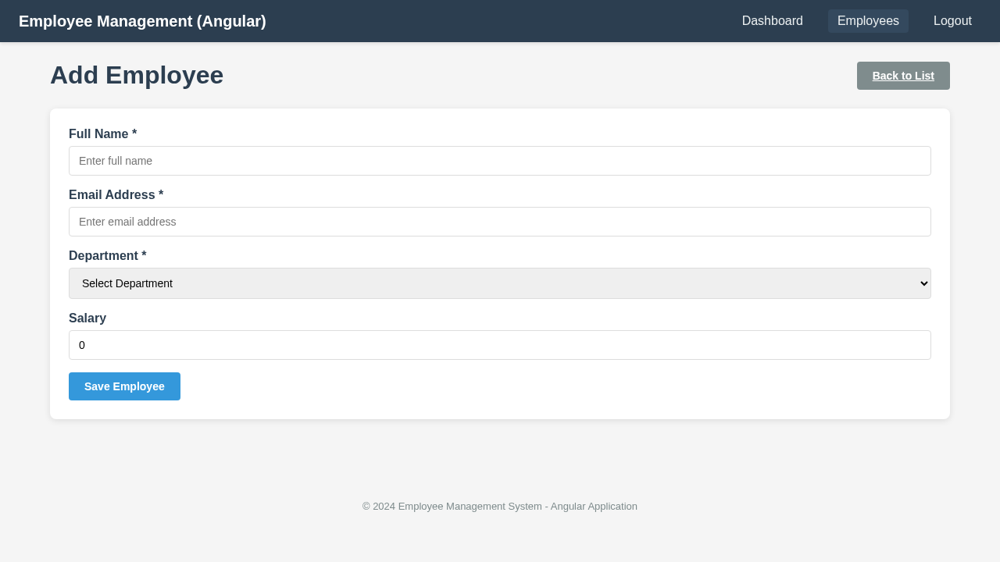 Employee Management (Angular)
Dashboard
Employees
Logout
Add Employee
Back to List
Full Name *
Enter full name
Email Address *
Enter email address
Department *
Select Department
Salary
0
Save Employee
© 2024 Employee Management System - Angular Application